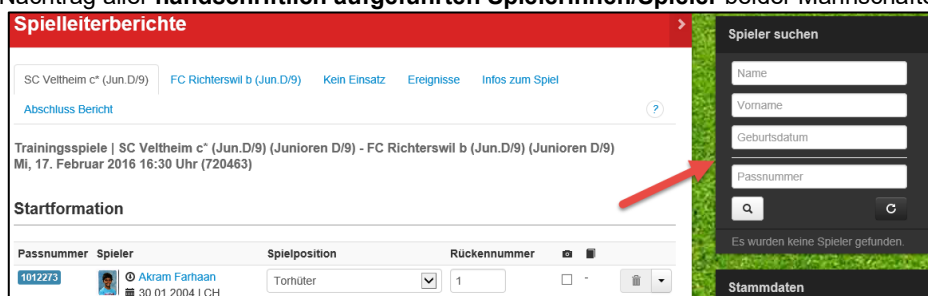 Nachtrag aller handschriftlich aufgeführten Spielerinnen/Spieler beider Mannschafte
Spielleiterberichte
SC Veltheim c* (Jun.D/9) FC Richterswil b (Jun.D/9) Kein Einsatz Ereignisse Infos zum Spiel
Abschluss Bericht ?
Trainingsspiele | SC Veltheim c* (Jun.D/9) (Junioren D/9) - FC Richterswil b (Jun.D/9) (Junioren D/9)
Mi, 17. Februar 2016 16:30 Uhr (720463)
Startformation
Passnummer Spieler Spielposition Rückennummer
1012273 Akram Farhaan Torhüter 1 -
30.01.2004 | CH
Spieler suchen
Name
Vorname
Geburtsdatum
Passnummer
Es wurden keine Spieler gefunden.
Stammdaten